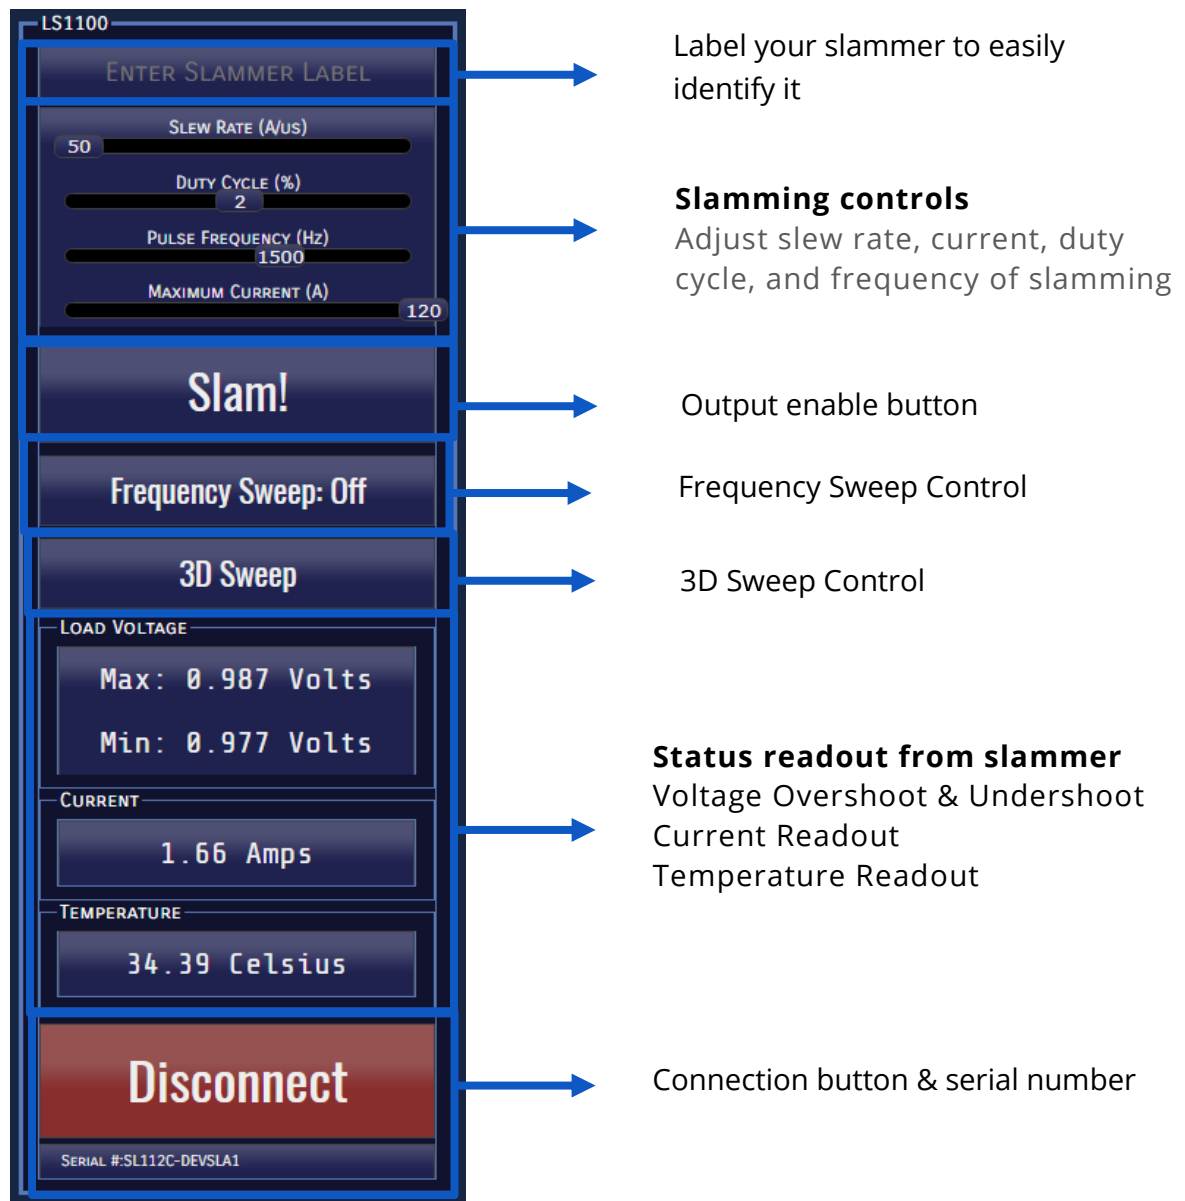 LS1100
Enter Slammer Label
Label your slammer to easily
identify it
Slew Rate (A/us)
50
Duty Cycle (%)
2
Pulse Frequency (Hz)
1500
Maximum Current (A)
120
Slamming controls
Adjust slew rate, current, duty
cycle, and frequency of slamming
Slam!
Output enable button
Frequency Sweep: Off
Frequency Sweep Control
3D Sweep
3D Sweep Control
Load Voltage
Max: 0.987 Volts
Min: 0.977 Volts
Current
1.66 Amps
Temperature
34.39 Celsius
Status readout from slammer
Voltage Overshoot & Undershoot
Current Readout
Temperature Readout
Disconnect
Serial #:SL112C-DEVSLA1
Connection button & serial number